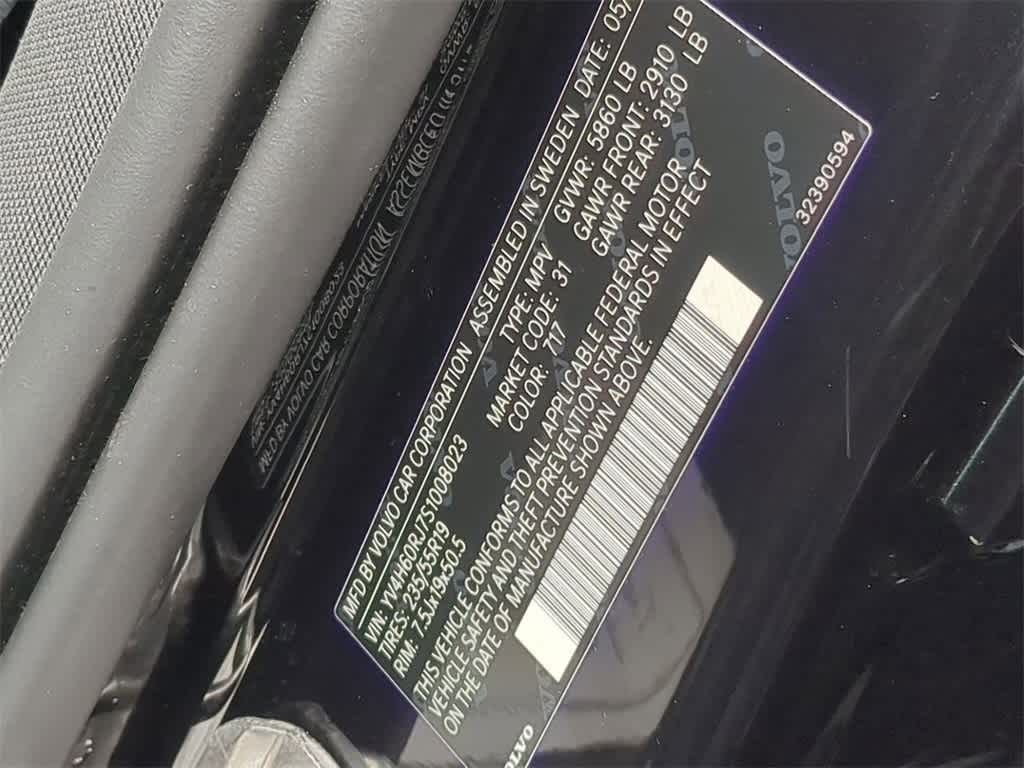 MFD BY VOLVO CAR CORPORATION ASSEMBLED IN SWEDEN DATE: 05/
VIN: YV4H60RJ7S1008023 TYPE: MPV GVWR: 5860 LB
TIRES: 235/55R19 MARKET CODE: 31 GAWR FRONT: 2910 LB
RIM: 7.5Jx19x50.5 COLOR: 717 GAWR REAR: 3130 LB
THIS VEHICLE CONFORMS TO ALL APPLICABLE FEDERAL MOTOR
VEHICLE SAFETY AND THEFT PREVENTION STANDARDS IN EFFECT
ON THE DATE OF MANUFACTURE SHOWN ABOVE.
VOLVO
32390594